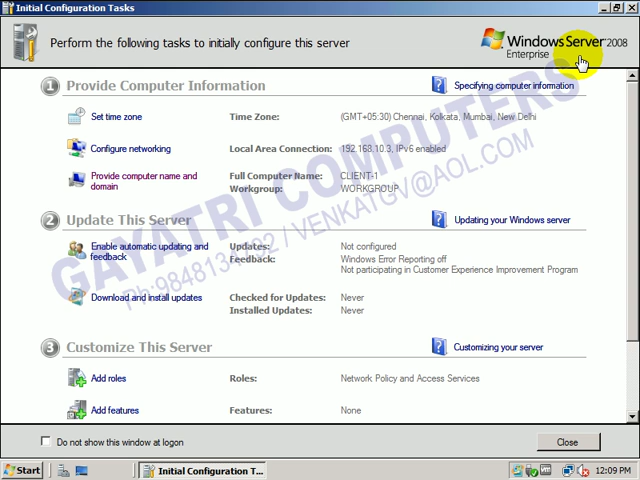 Initial Configuration Tasks
Perform the following tasks to initially configure this server
Windows Server 2008
Enterprise
1 Provide Computer Information
Specifying computer information
Set time zone
Time Zone:
(GMT+05:30) Chennai, Kolkata, Mumbai, New Delhi
Configure networking
Local Area Connection:
192.168.10.3, IPv6 enabled
Provide computer name and
domain
Full Computer Name:
CLIENT-1
Workgroup:
WORKGROUP
2 Update This Server
Updating your Windows server
Enable automatic updating and
feedback
Updates:
Not configured
Feedback:
Windows Error Reporting off
Not participating in Customer Experience Improvement Program
Download and install updates
Checked for Updates:
Never
Installed Updates:
Never
3 Customize This Server
Customizing your server
Add roles
Roles:
Network Policy and Access Services
Add features
Features:
None
GAYATRI COMPUTERS
/ VENKATGV@AOL.COM
Do not show this window at logon
Close
Start
Initial Configuration T...
12:09 PM